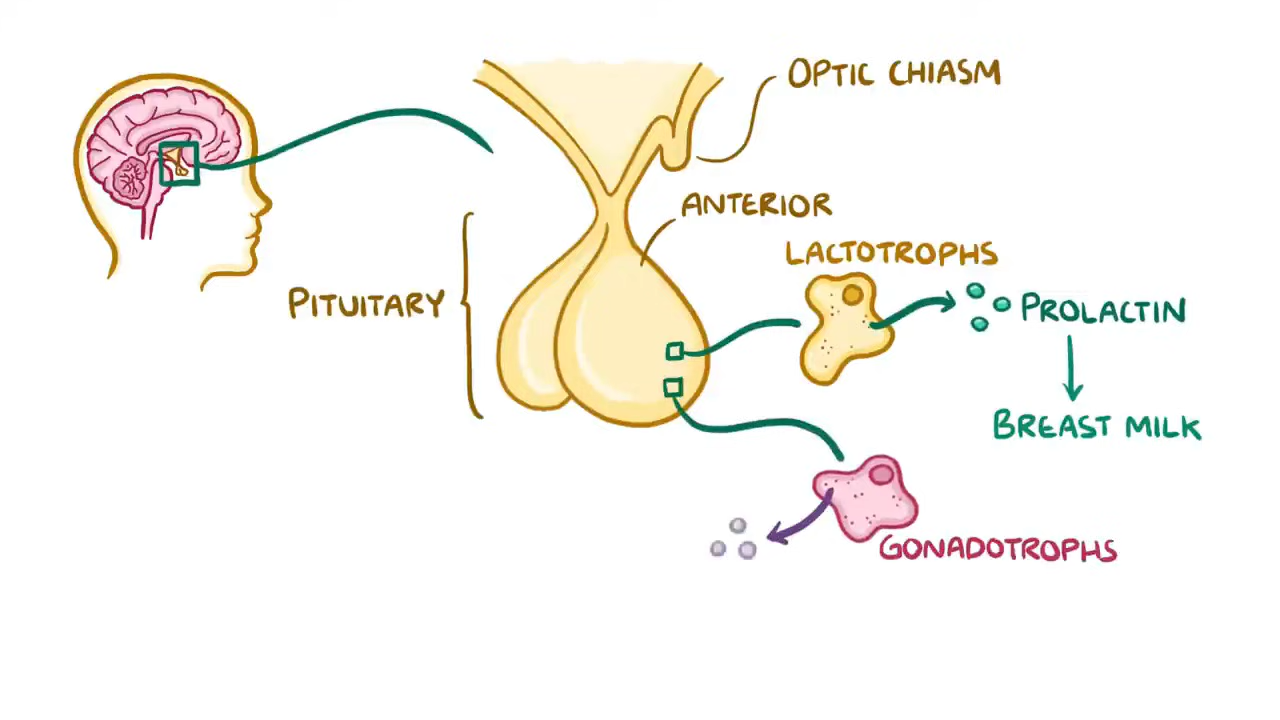 OPTIC CHIASM
ANTERIOR
LACTOTROPHS
PITUITARY
PROLACTIN
BREAST MILK
GONADOTROPHS